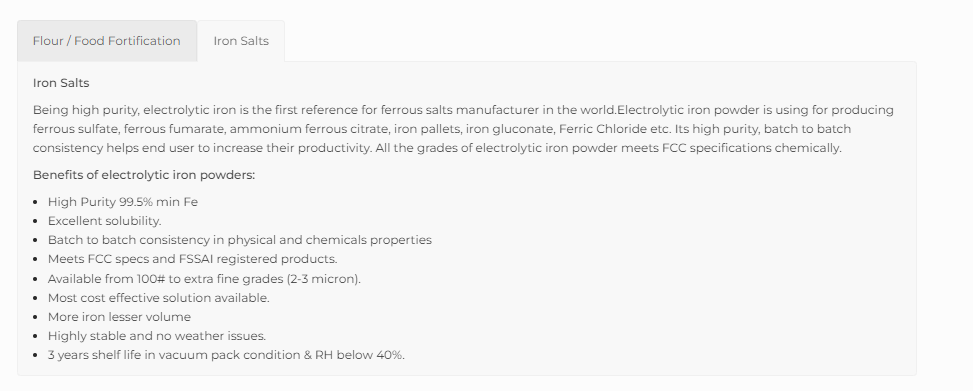 Flour / Food Fortification
Iron Salts
Iron Salts
Being high purity, electrolytic iron is the first reference for ferrous salts manufacturer in the world.Electrolytic iron powder is using for producing
ferrous sulfate, ferrous fumarate, ammonium ferrous citrate, iron pallets, iron gluconate, Ferric Chloride etc. Its high purity, batch to batch
consistency helps end user to increase their productivity. All the grades of electrolytic iron powder meets FCC specifications chemically.
Benefits of electrolytic iron powders:
• High Purity 99.5% min Fe
• Excellent solubility.
• Batch to batch consistency in physical and chemicals properties
• Meets FCC specs and FSSAI registered products.
• Available from 100# to extra fine grades (2-3 micron).
• Most cost effective solution available.
• More iron lesser volume
• Highly stable and no weather issues.
• 3 years shelf life in vacuum pack condition & RH below 40%.